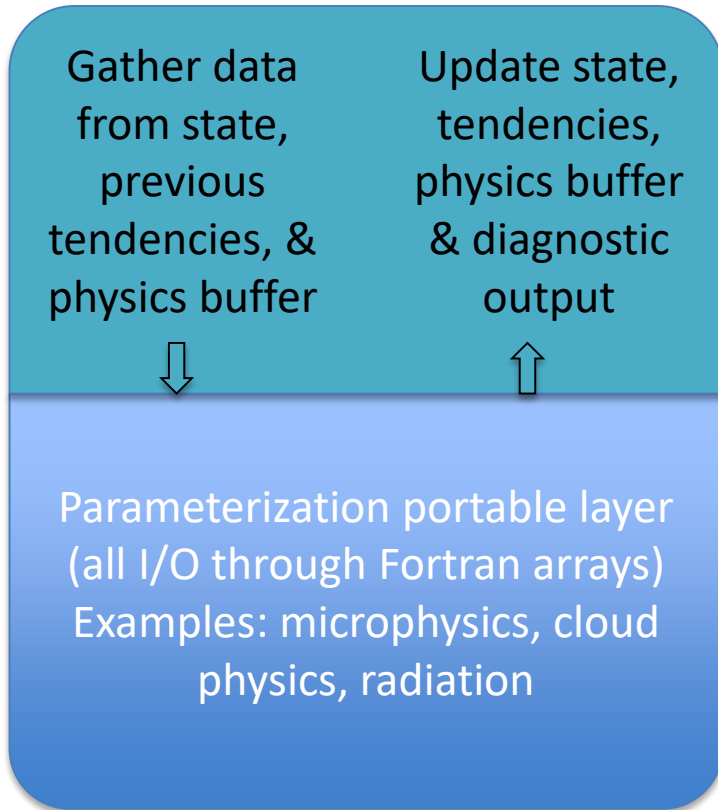 Gather data
from state,
previous
tendencies, &
physics buffer
Update state,
tendencies,
physics buffer
& diagnostic
output
Parameterization portable layer
(all I/O through Fortran arrays)
Examples: microphysics, cloud
physics, radiation